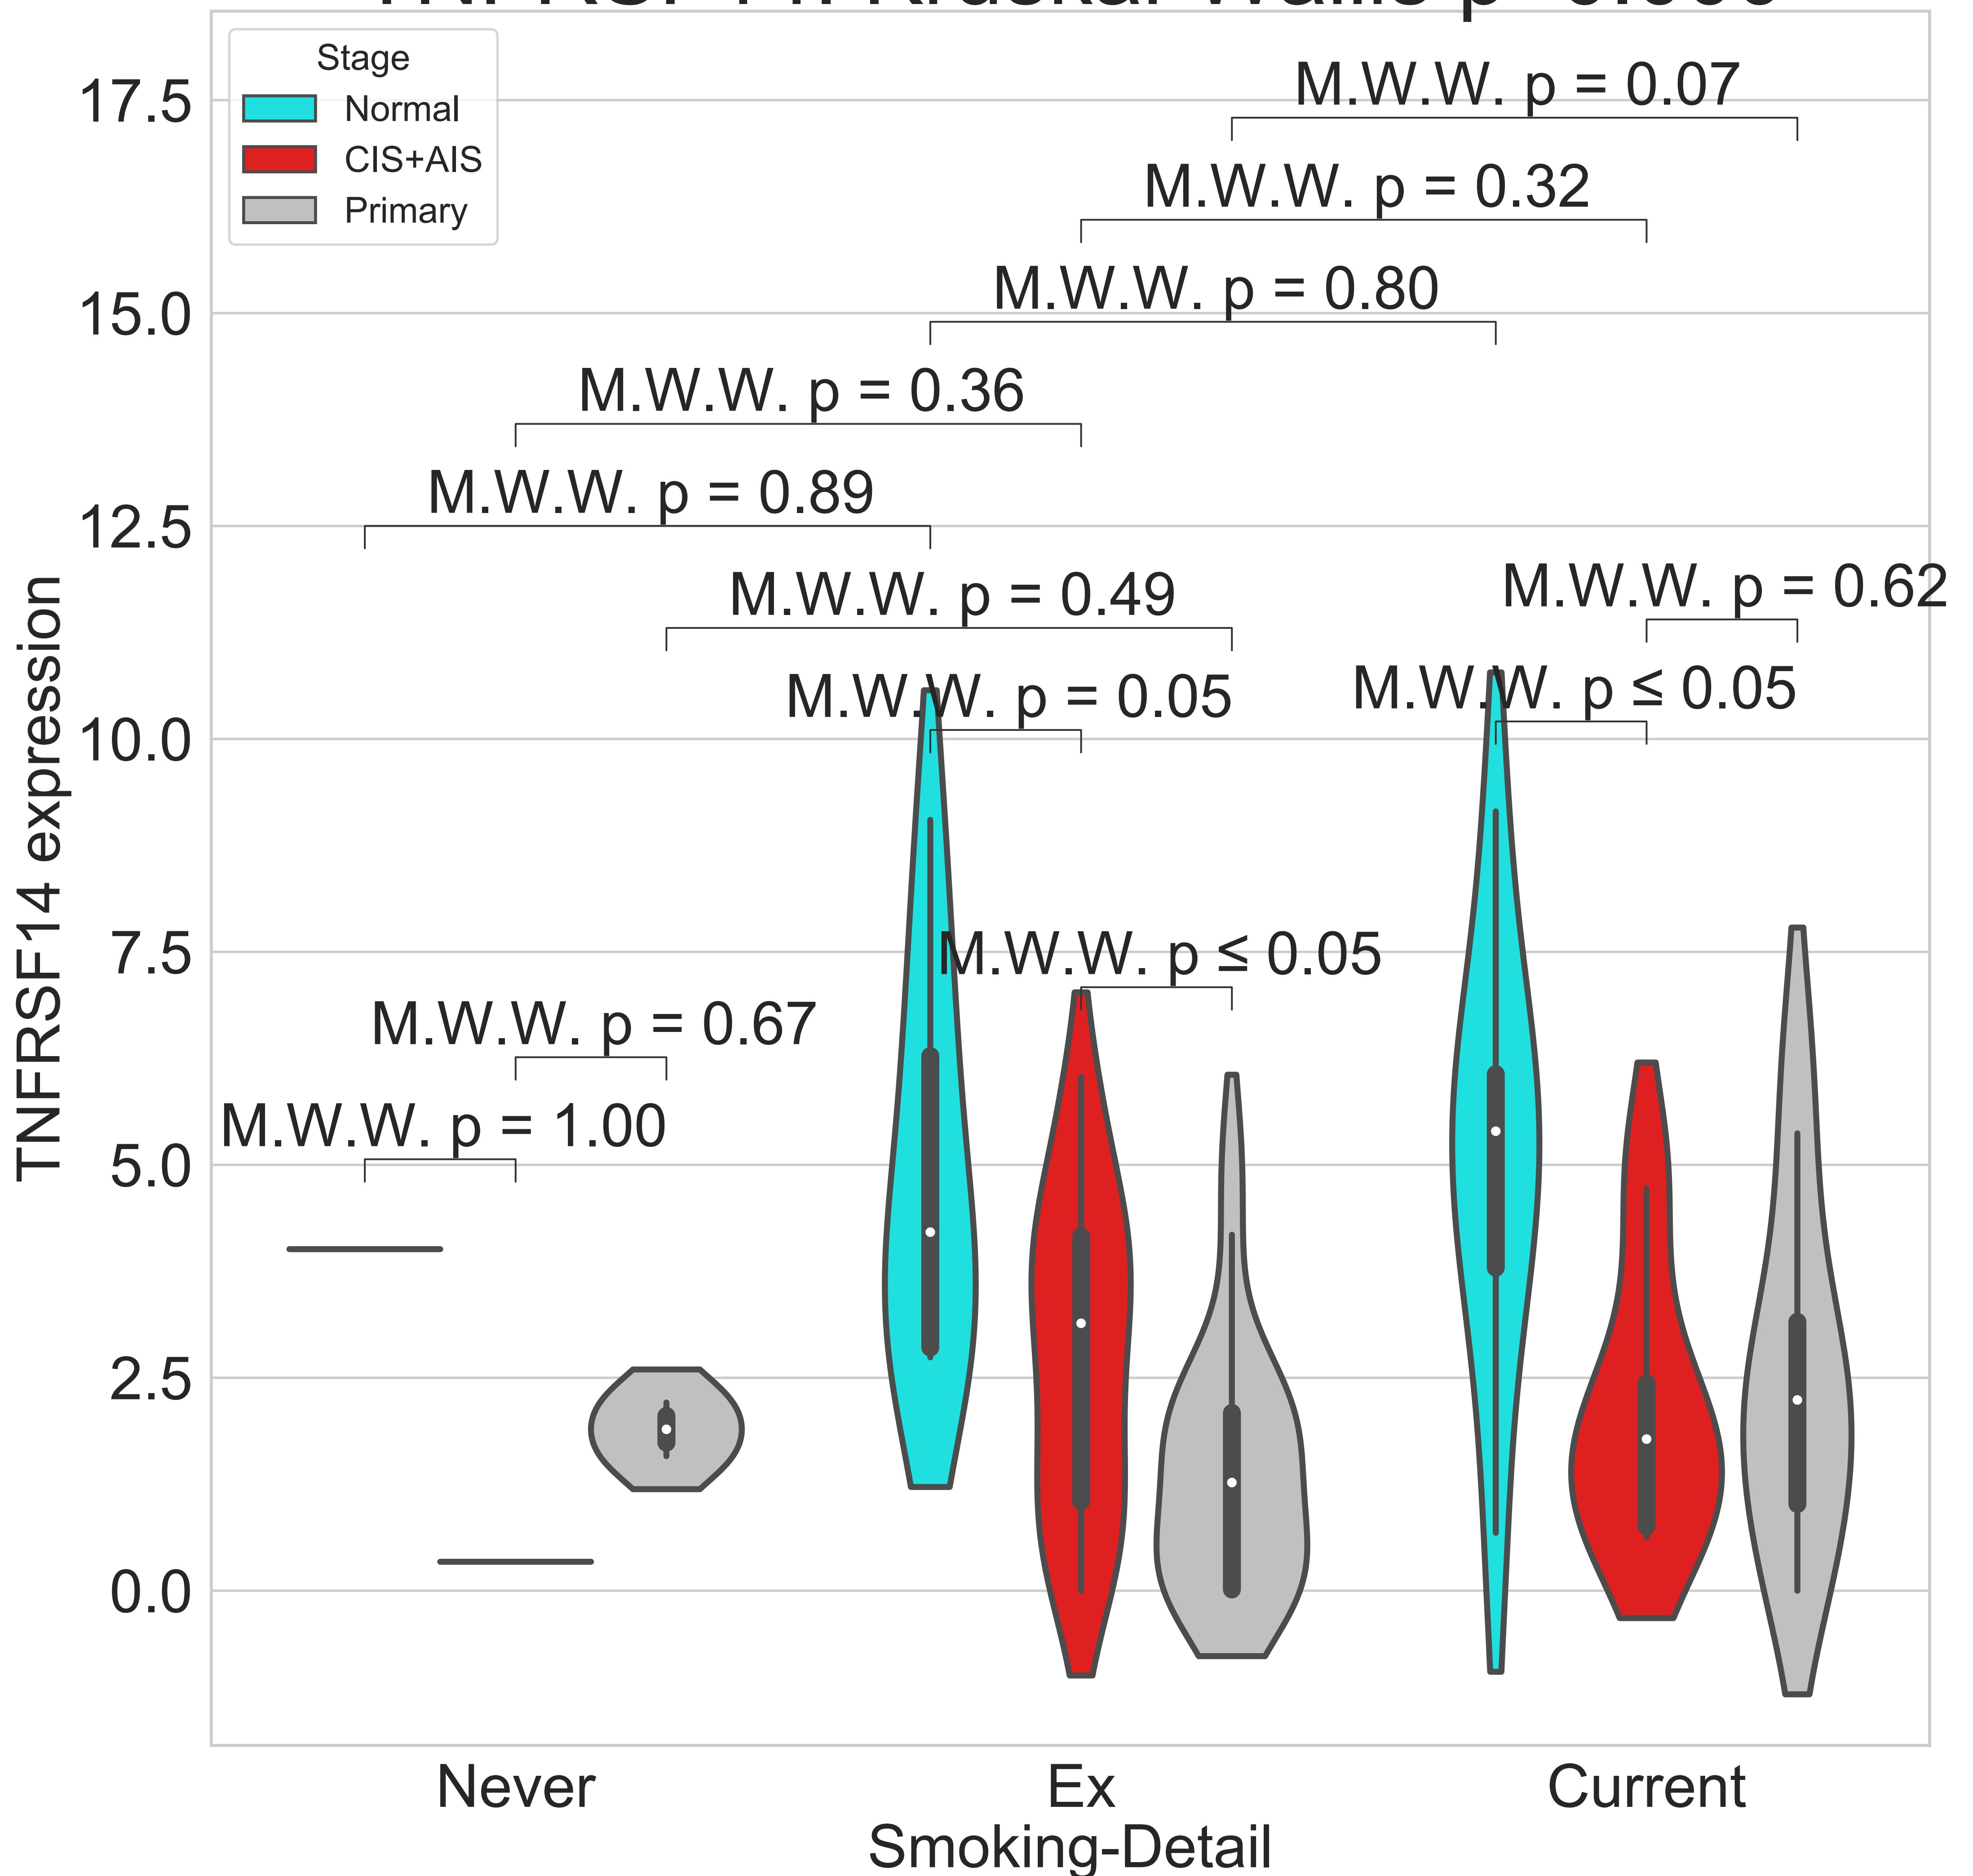 Stage
Normal
CIS+AIS
Primary
17.5
15.0
12.5
10.0
7.5
5.0
2.5
0.0
TNFRSF14 expression
M.W.W. p = 0.07
M.W.W. p = 0.32
M.W.W. p = 0.80
M.W.W. p = 0.36
M.W.W. p = 0.89
M.W.W. p = 0.49
M.W.W. p = 0.62
M.W.W. p = 0.05
M.W.W. p ≤ 0.05
M.W.W. p ≤ 0.05
M.W.W. p = 0.67
M.W.W. p = 1.00
Never
Ex
Current
Smoking-Detail